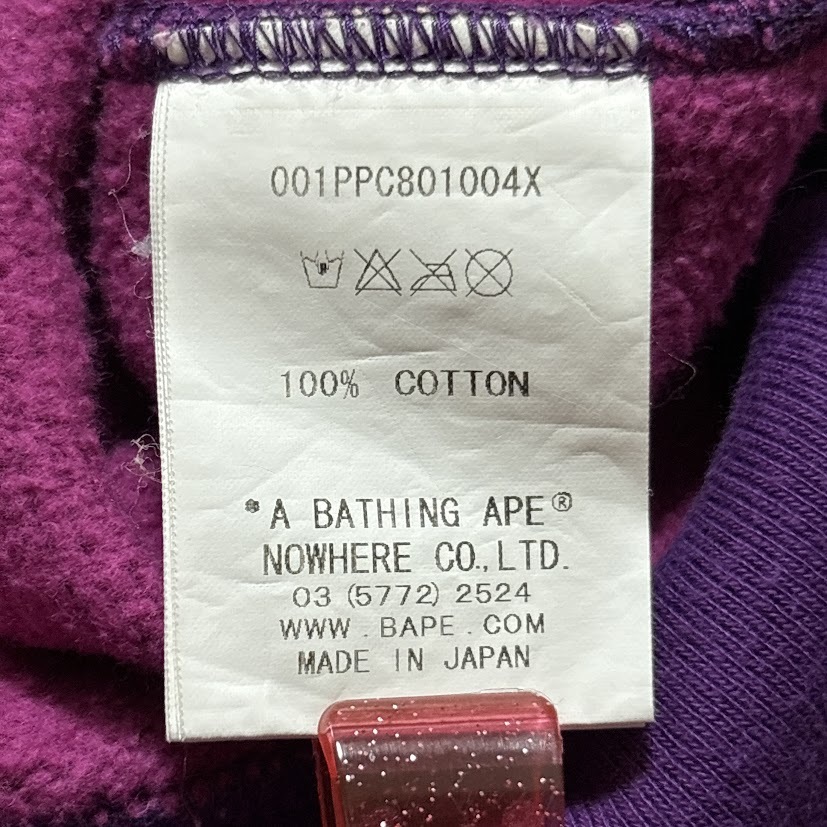 001PPC801004X
100% COTTON
*A BATHING APE®
NOWHERE CO.,LTD.
03 (5772) 2524
WWW . BAPE . COM
MADE IN JAPAN